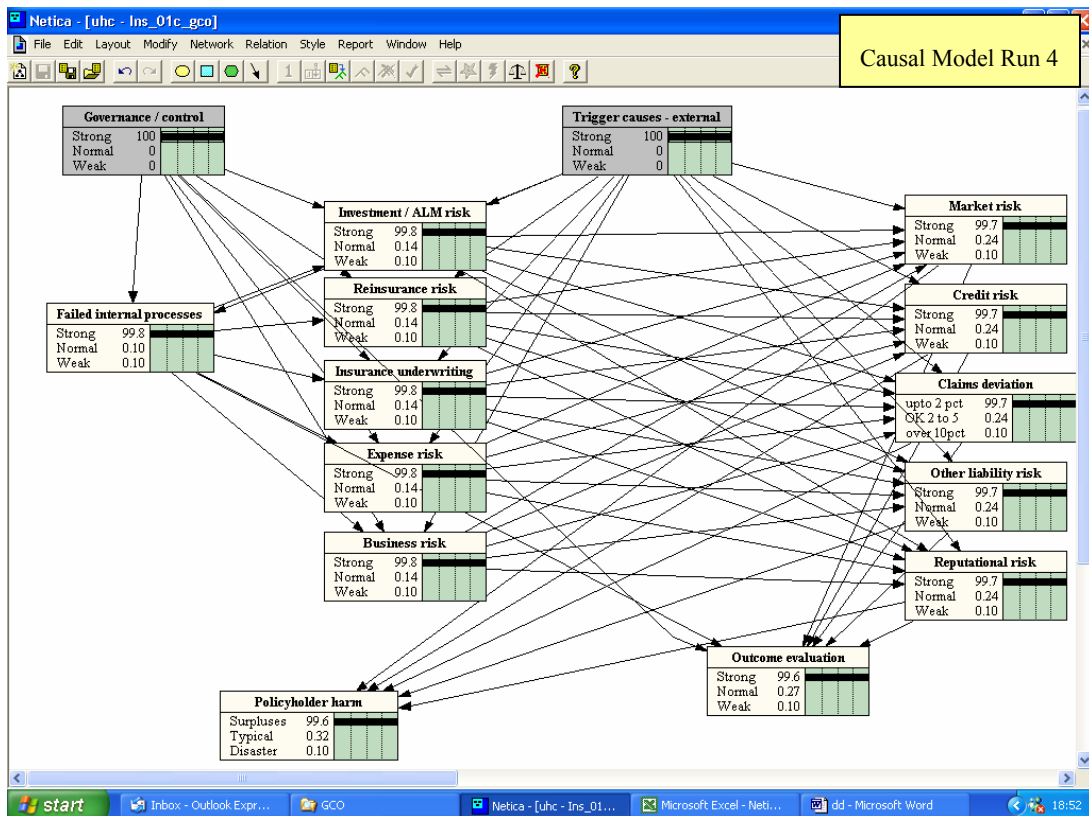 Netica - [uhc - Ins_01c_gco]
Causal Model Run 4
File Edit Layout Modify Network Relation Style Report Window Help
Governance / control
Strong 100
Normal 0
Weak 0
Trigger causes - external
Strong 100
Normal 0
Weak 0
Investment / ALM risk
Strong 99.8
Normal 0.14
Weak 0.10
Market risk
Strong 99.7
Normal 0.24
Weak 0.10
Reinsurance risk
Strong 99.8
Normal 0.14
Weak 0.10
Credit risk
Strong 99.7
Normal 0.24
Weak 0.10
Failed internal processes
Strong 99.8
Normal 0.10
Weak 0.10
Insurance underwriting
Strong 99.8
Normal 0.14
Weak 0.10
Claims deviation
upto 2 pct 99.7
OK 2 to 5 0.24
over 10pct 0.10
Expense risk
Strong 99.8
Normal 0.14
Weak 0.10
Other liability risk
Strong 99.7
Normal 0.24
Weak 0.10
Business risk
Strong 99.8
Normal 0.14
Weak 0.10
Reputational risk
Strong 99.7
Normal 0.24
Weak 0.10
Outcome evaluation
Strong 99.6
Normal 0.27
Weak 0.10
Policyholder harm
Surpluses 99.6
Typical 0.32
Disaster 0.10
start Inbox - Outlook Expr... GCO Netica - [uhc - Ins_01... Microsoft Excel - Neti... dd - Microsoft Word 18:52